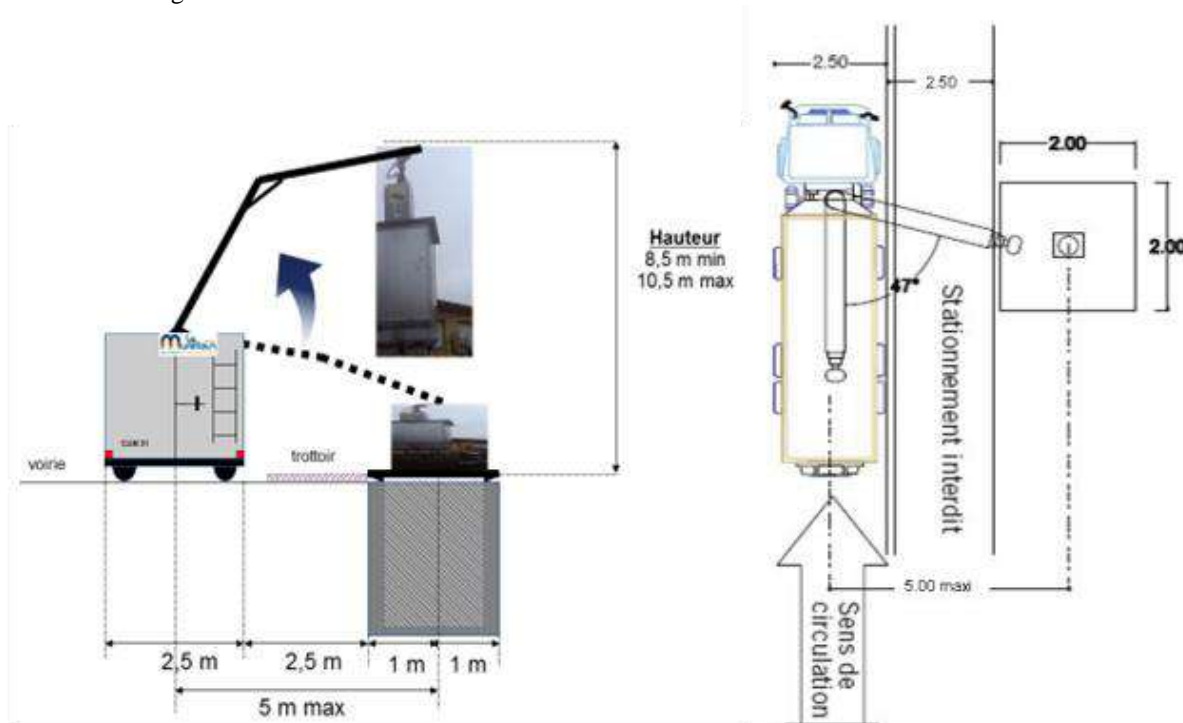 Hauteur
8,5 m min
10,5 m max
voirie
trottoir
2,5 m
2,5 m
1 m
1 m
5 m max
2.50
2.50
2.00
2.00
47°
Stationnement interdit
5.00 maxi
Sens de
circulation